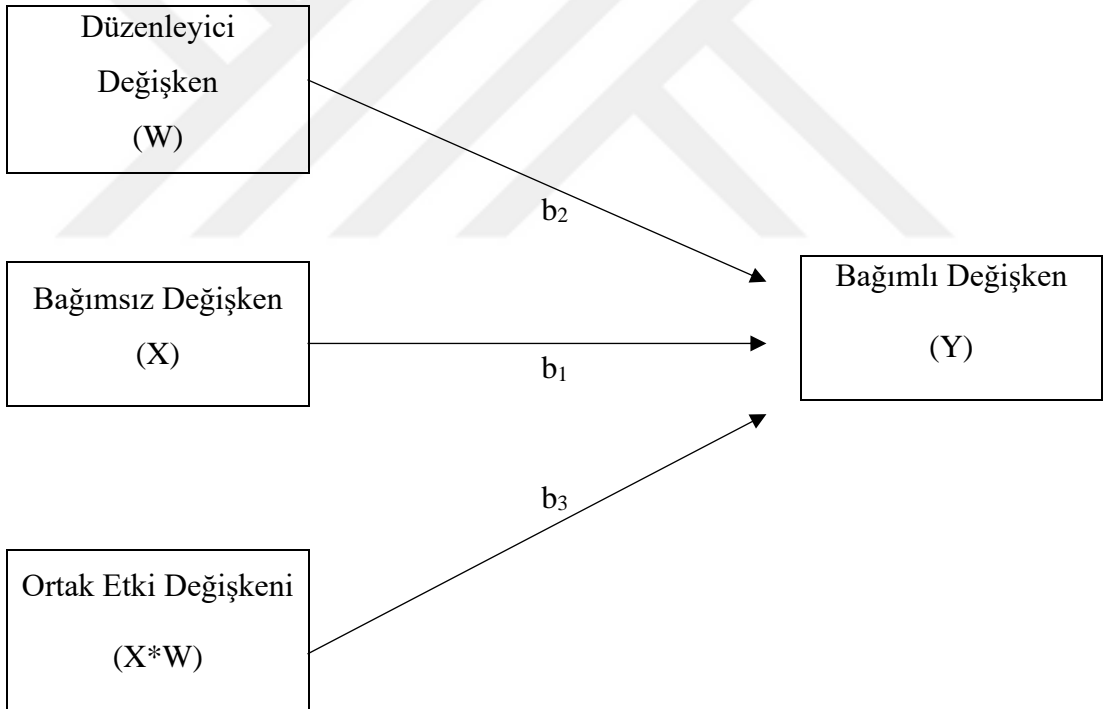 Düzenleyici
Değişken
(W)
b2
Bağımsız Değişken
(X)
b1
Bağımlı Değişken
(Y)
b3
Ortak Etki Değişkeni
(X*W)